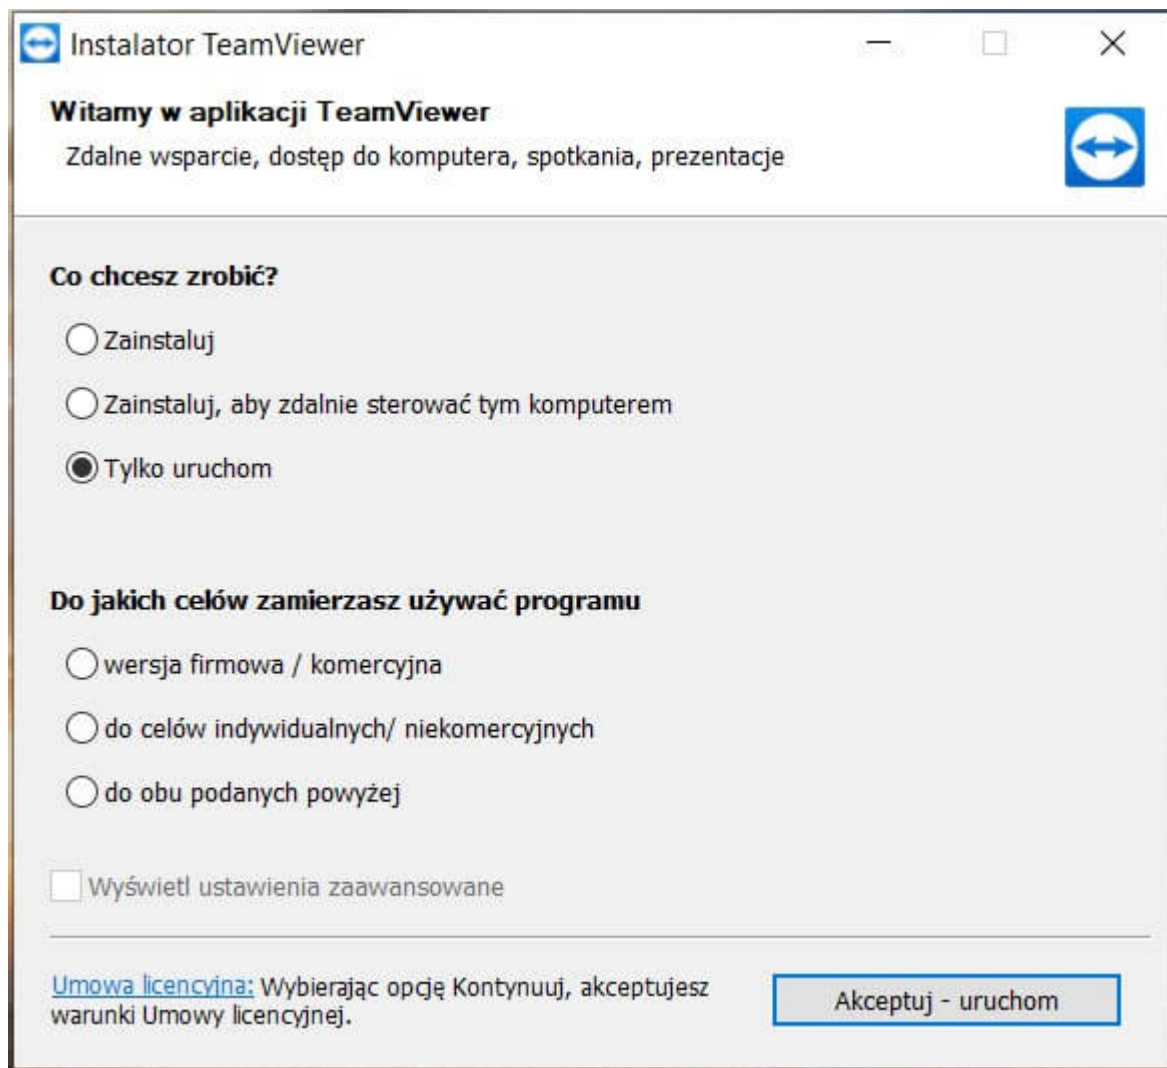 Instalator TeamViewer
Witamy w aplikacji TeamViewer
Zdalne wsparcie, dostęp do komputera, spotkania, prezentacje
Co chcesz zrobić?
Zainstaluj
Zainstaluj, aby zdalnie sterować tym komputerem
Tylko uruchom
Do jakich celów zamierzasz używać programu
wersja firmowa / komercyjna
do celów indywidualnych/ niekomercyjnych
do obu podanych powyżej
Wyświetl ustawienia zaawansowane
Umowa licencyjna: Wybierając opcję Kontynuuj, akceptujesz
warunki Umowy licencyjnej.
Akceptuj - uruchom